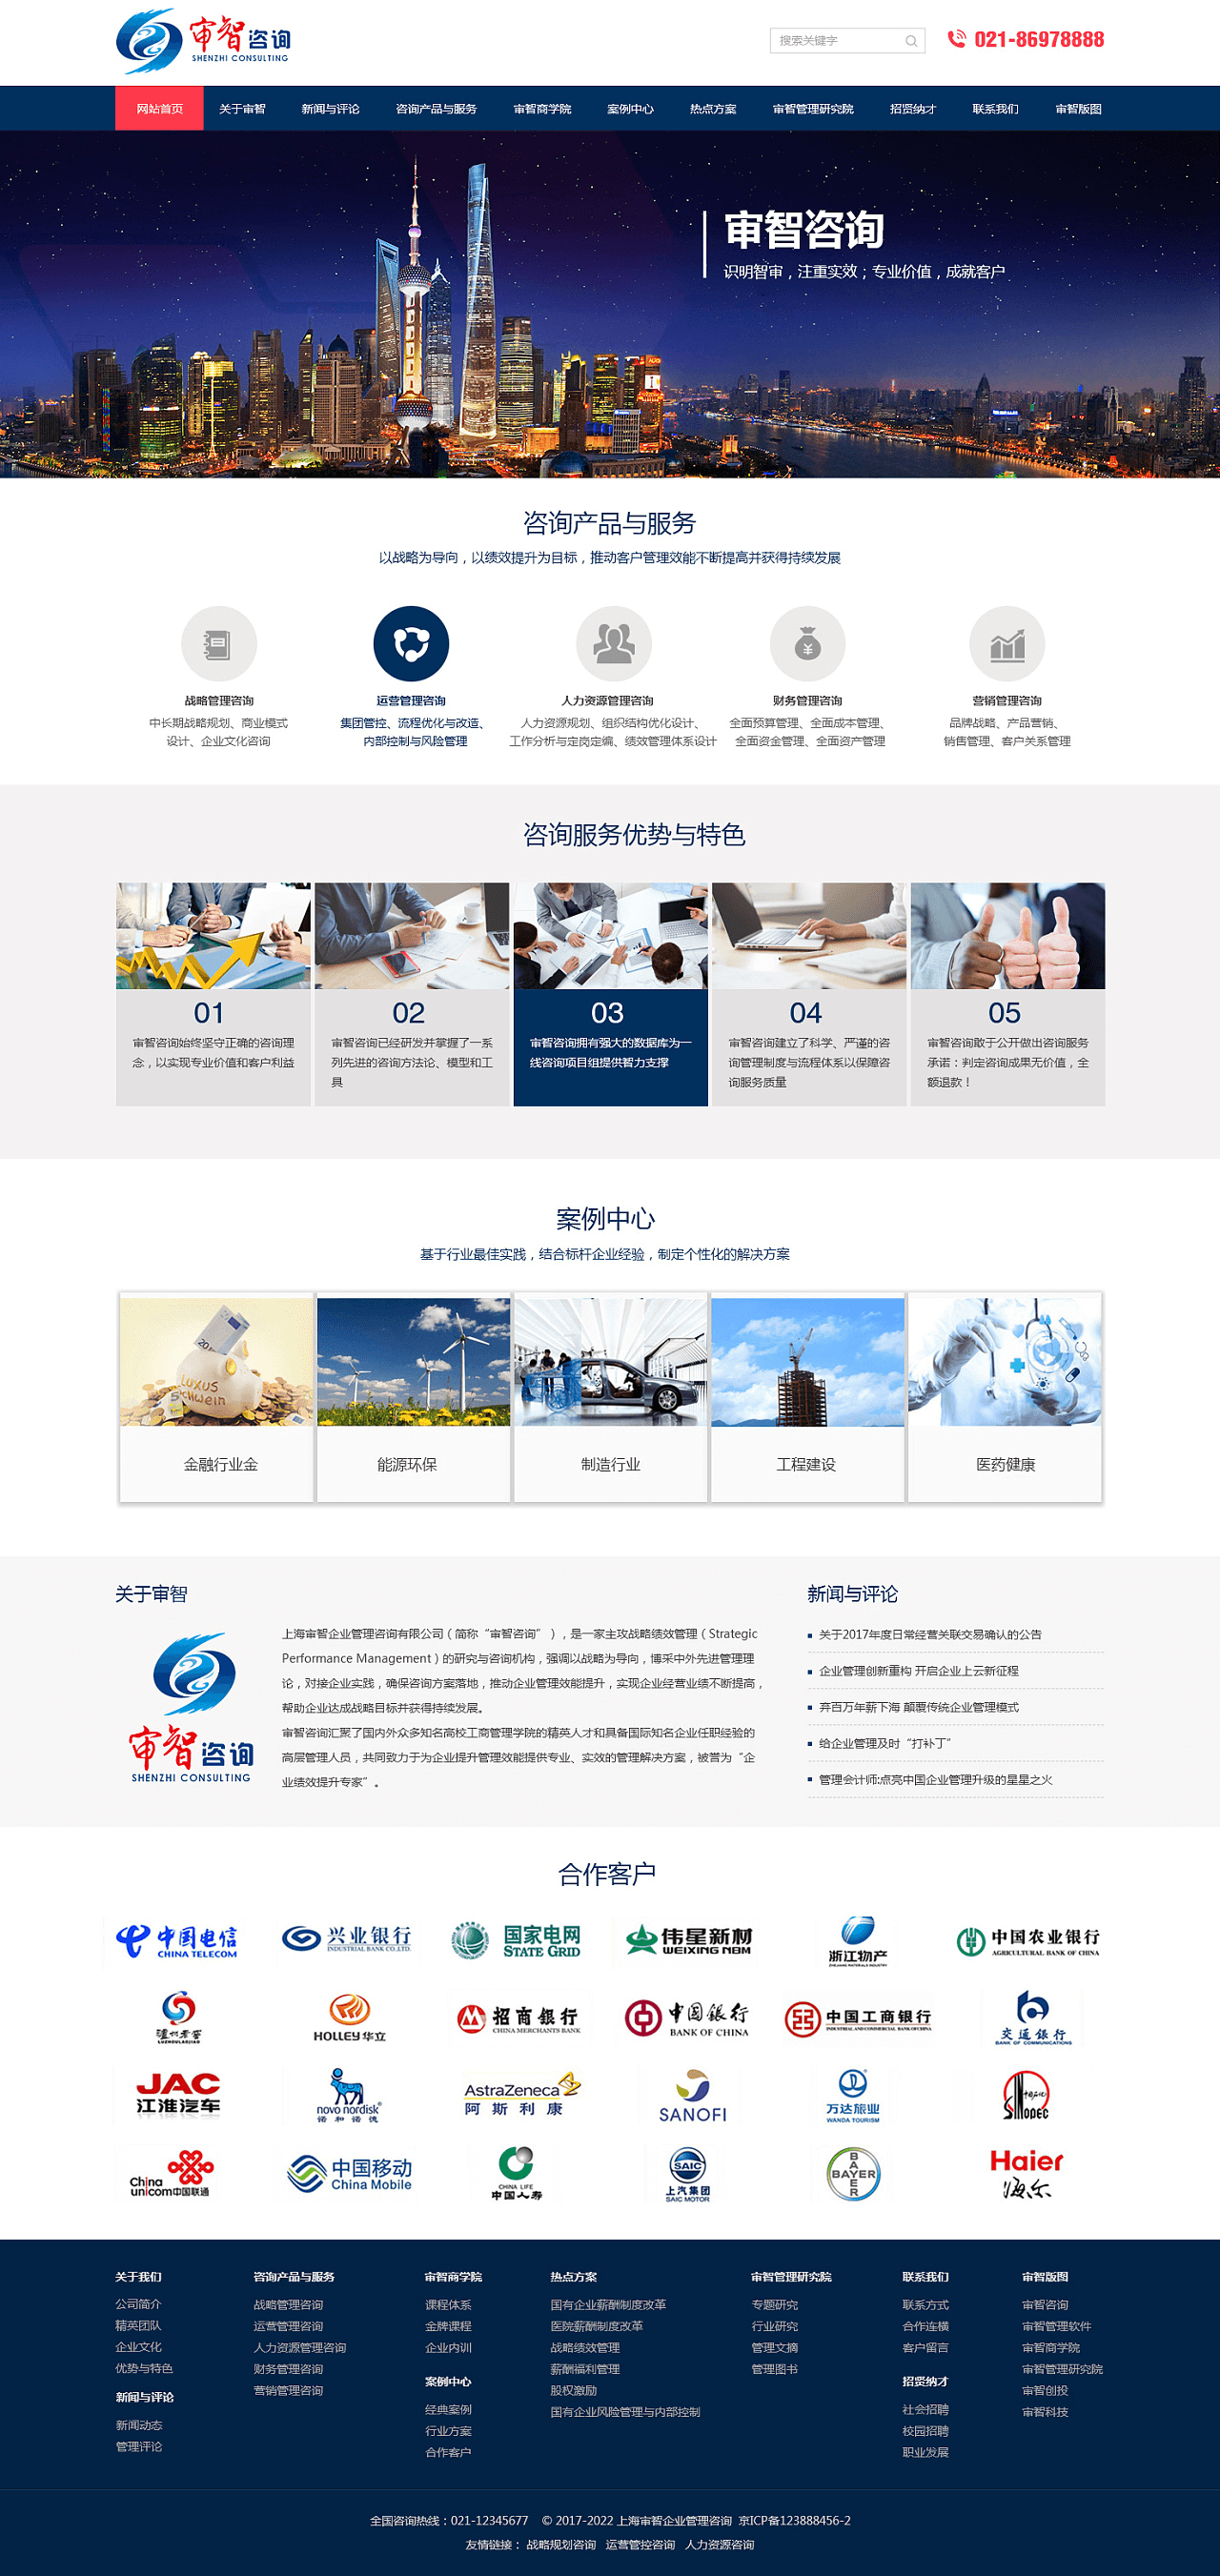 审智咨询
SHENZHI CONSULTING
搜索关键字
021-86978888
网站首页 关于审智 新闻与评论 咨询产品与服务 审智商学院 案例中心 热点方案 审智管理研究院 招贤纳才 联系我们 审智版图
审智咨询
识明智审，注重实效；专业价值，成就客户
咨询产品与服务
以战略为导向，以绩效提升为目标，推动客户管理效能不断提高并获得持续发展
战略管理咨询
中长期战略规划、商业模式
设计、企业文化咨询
运营管理咨询
集团管控、流程优化与改造、
内部控制与风险管理
人力资源管理咨询
人力资源规划、组织结构优化设计、
工作分析与定岗定编、绩效管理体系设计
财务管理咨询
全面预算管理、全面成本管理、
全面资金管理、全面资产管理
营销管理咨询
品牌战略、产品营销、
销售管理、客户关系管理
咨询服务优势与特色
01
审智咨询始终坚守正确的咨询理
念，以实现专业价值和客户利益
02
审智咨询已经研发并掌握了一系
列先进的咨询方法论、模型和工
具
03
审智咨询拥有强大的数据库为一
线咨询项目组提供智力支撑
04
审智咨询建立了科学、严谨的咨
询管理制度与流程体系以保障咨
询服务质量
05
审智咨询敢于公开做出咨询服务
承诺：判定咨询成果无价值，全
额退款！
案例中心
基于行业最佳实践，结合标杆企业经验，制定个性化的解决方案
LUXUS
SCHWEIN
金融行业金
能源环保
制造行业
工程建设
医药健康
关于审智
审智咨询
SHENZHI CONSULTING
上海审智企业管理咨询有限公司（简称“审智咨询”），是一家主攻战略绩效管理（Strategic
Performance Management）的研究与咨询机构，强调以战略为导向，博采中外先进管理理
论，对接企业实践，确保咨询方案落地，推动企业管理效能提升，实现企业经营业绩不断提高，
帮助企业达成战略目标并获得持续发展。
审智咨询汇聚了国内外众多知名高校工商管理学院的精英人才和具备国际知名企业任职经验的
高层管理人员，共同致力于为企业提升管理效能提供专业、实效的管理解决方案，被誉为“企
业绩效提升专家”。
新闻与评论
关于2017年度日常经营关联交易确认的公告
企业管理创新重构 开启企业上云新征程
弃百万年薪下海 颠覆传统企业管理模式
给企业管理及时“打补丁”
管理会计师:点亮中国企业管理升级的星星之火
合作客户
中国电信
CHINA TELECOM
兴业银行
INDUSTRIAL BANK CO.,LTD.
国家电网
STATE GRID
伟星新材
WEIXING NBM
浙江物产
ZHEJIANG MATERIALS INDUSTRY
中国农业银行
AGRICULTURAL BANK OF CHINA
泸州老窖
LUZHOULAOJIAO
HOLLEY华立
招商银行
CHINA MERCHANTS BANK
中国银行
BANK OF CHINA
中国工商银行
INDUSTRIAL AND COMMERCIAL BANK OF CHINA
交通银行
BANK OF COMMUNICATIONS
JAC
江淮汽车
novo nordisk
诺和诺德
AstraZeneca
阿斯利康
SANOFI
万达旅业
WANDA TOURISM
中国石化
SINOPEC
China
unicom中国联通
中国移动
China Mobile
CHINA LIFE
中国人寿
SAIC
上汽集团
SAIC MOTOR
BAYER
BAYER
Haier
海尔
关于我们
公司简介
精英团队
企业文化
优势与特色
新闻与评论
新闻动态
管理评论
咨询产品与服务
战略管理咨询
运营管理咨询
人力资源管理咨询
财务管理咨询
营销管理咨询
审智商学院
课程体系
金牌课程
企业内训
案例中心
经典案例
行业方案
合作客户
热点方案
国有企业薪酬制度改革
医院薪酬制度改革
战略绩效管理
薪酬福利管理
股权激励
国有企业风险管理与内部控制
审智管理研究院
专题研究
行业研究
管理文摘
管理图书
联系我们
联系方式
合作连横
客户留言
招贤纳才
社会招聘
校园招聘
职业发展
审智版图
审智咨询
审智管理软件
审智商学院
审智管理研究院
审智创投
审智科技
全国咨询热线：021-12345677 © 2017-2022 上海审智企业管理咨询 京ICP备123888456-2
友情链接： 战略规划咨询 运营管控咨询 人力资源咨询